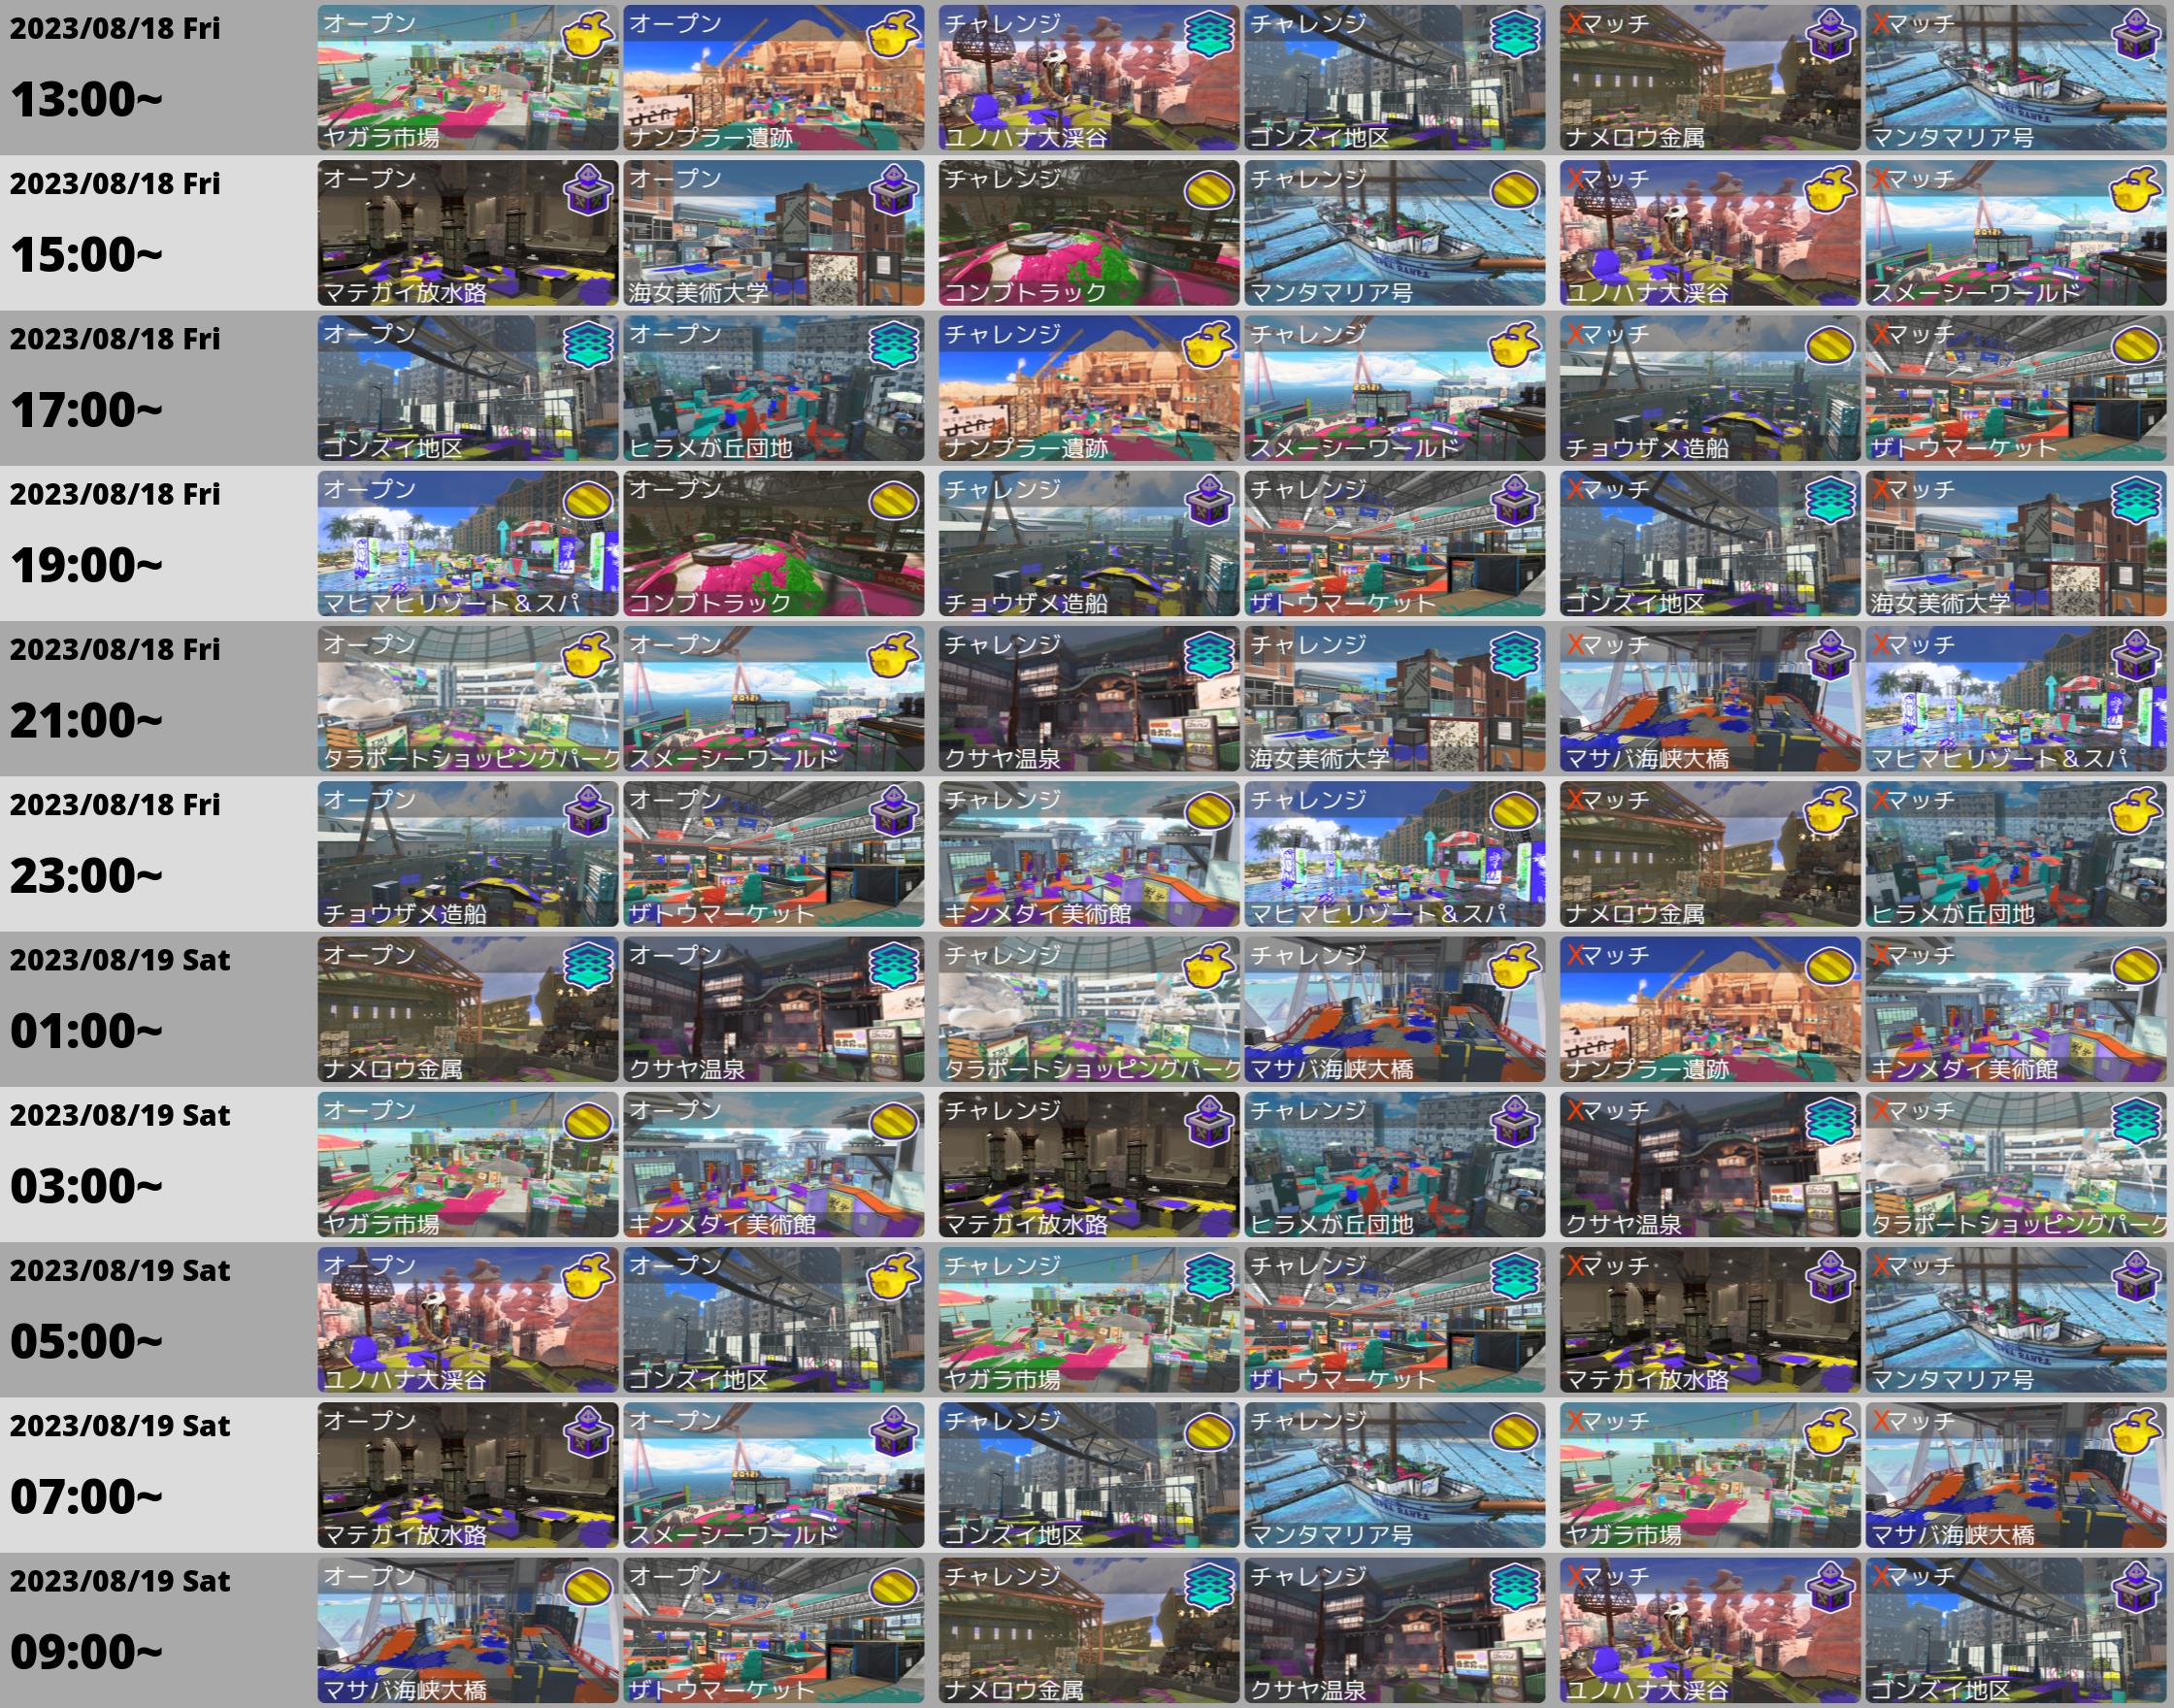 2023/08/18 Fri
13:00~
オープン オープン チャレンジ チャレンジ Xマッチ Xマッチ
ヤガラ市場 ナンプラー遺跡 ユノハナ大渓谷 ゴンズイ地区 ナメロウ金属 マンタマリア号
2023/08/18 Fri
15:00~
オープン オープン チャレンジ チャレンジ Xマッチ Xマッチ
マテガイ放水路 海女美術大学 コンブトラック マンタマリア号 ユノハナ大渓谷 スメーシーワールド
2023/08/18 Fri
17:00~
オープン オープン チャレンジ チャレンジ Xマッチ Xマッチ
ゴンズイ地区 ヒラメが丘団地 ナンプラー遺跡 スメーシーワールド チョウザメ造船 ザトウマーケット
2023/08/18 Fri
19:00~
オープン オープン チャレンジ チャレンジ Xマッチ Xマッチ
マヒマヒリゾート&スパ コンブトラック チョウザメ造船 ザトウマーケット ゴンズイ地区 海女美術大学
2023/08/18 Fri
21:00~
オープン オープン チャレンジ チャレンジ Xマッチ Xマッチ
タラポートショッピングパーク スメーシーワールド クサヤ温泉 海女美術大学 マサバ海峡大橋 マヒマヒリゾート&スパ
2023/08/18 Fri
23:00~
オープン オープン チャレンジ チャレンジ Xマッチ Xマッチ
チョウザメ造船 ザトウマーケット キンメダイ美術館 マヒマヒリゾート&スパ ナメロウ金属 ヒラメが丘団地
2023/08/19 Sat
01:00~
オープン オープン チャレンジ チャレンジ Xマッチ Xマッチ
ナメロウ金属 クサヤ温泉 タラポートショッピングパーク マサバ海峡大橋 ナンプラー遺跡 キンメダイ美術館
2023/08/19 Sat
03:00~
オープン オープン チャレンジ チャレンジ Xマッチ Xマッチ
ヤガラ市場 キンメダイ美術館 マテガイ放水路 ヒラメが丘団地 クサヤ温泉 タラポートショッピングパーク
2023/08/19 Sat
05:00~
オープン オープン チャレンジ チャレンジ Xマッチ Xマッチ
ユノハナ大渓谷 ゴンズイ地区 ヤガラ市場 ザトウマーケット マテガイ放水路 マンタマリア号
2023/08/19 Sat
07:00~
オープン オープン チャレンジ チャレンジ Xマッチ Xマッチ
マテガイ放水路 スメーシーワールド ゴンズイ地区 マンタマリア号 ヤガラ市場 マサバ海峡大橋
2023/08/19 Sat
09:00~
オープン オープン チャレンジ チャレンジ Xマッチ Xマッチ
マサバ海峡大橋 ザトウマーケット ナメロウ金属 クサヤ温泉 ユノハナ大渓谷 ゴンズイ地区